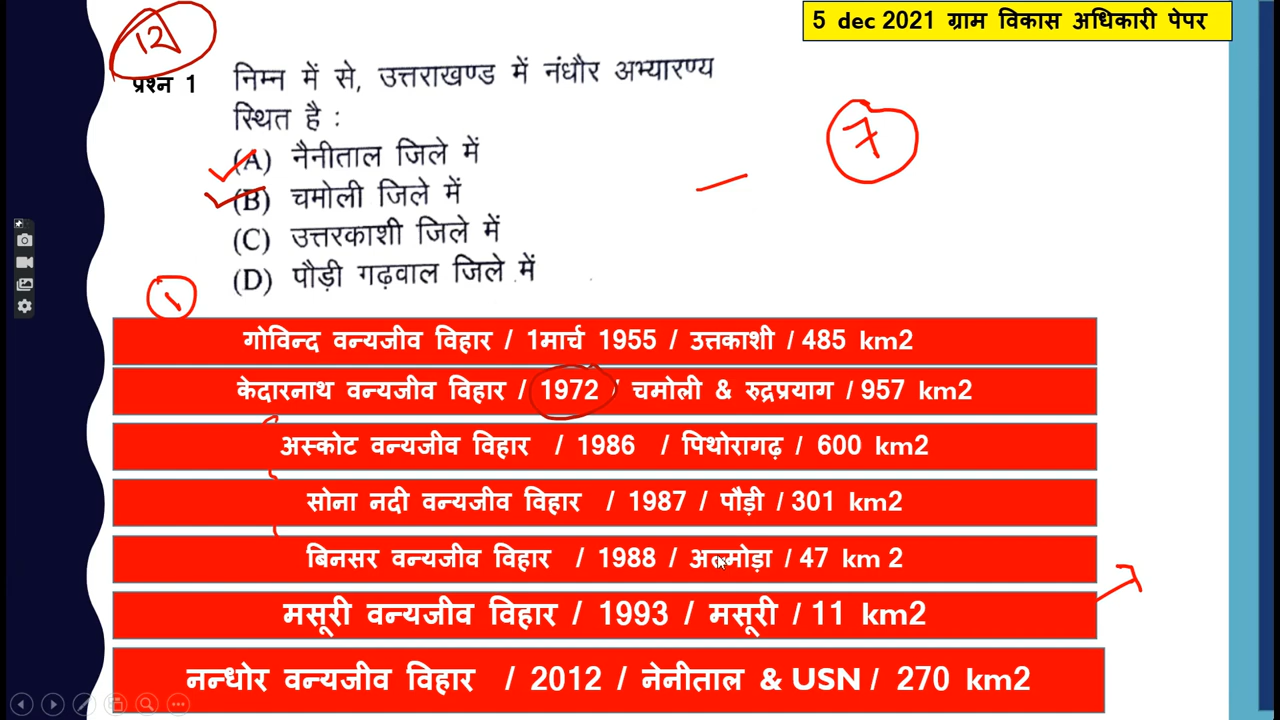 5 dec 2021 ग्राम विकास अधिकारी पेपर
12
प्रश्न 1
निम्न में से, उत्तराखण्ड में नंधौर अभ्यारण्य
स्थित है :
(A) नैनीताल जिले में
(B) चमोली जिले में
(C) उत्तरकाशी जिले में
(D) पौड़ी गढ़वाल जिले में
7
गोविन्द वन्यजीव विहार / 1मार्च 1955 / उत्तकाशी / 485 km2
केदारनाथ वन्यजीव विहार / 1972 / चमोली & रुद्रप्रयाग / 957 km2
अस्कोट वन्यजीव विहार / 1986 / पिथोरागढ़ / 600 km2
सोना नदी वन्यजीव विहार / 1987 / पौड़ी / 301 km2
बिनसर वन्यजीव विहार / 1988 / अल्मोड़ा / 47 km 2
मसूरी वन्यजीव विहार / 1993 / मसूरी / 11 km2
नन्धोर वन्यजीव विहार / 2012 / नेनीताल & USN / 270 km2